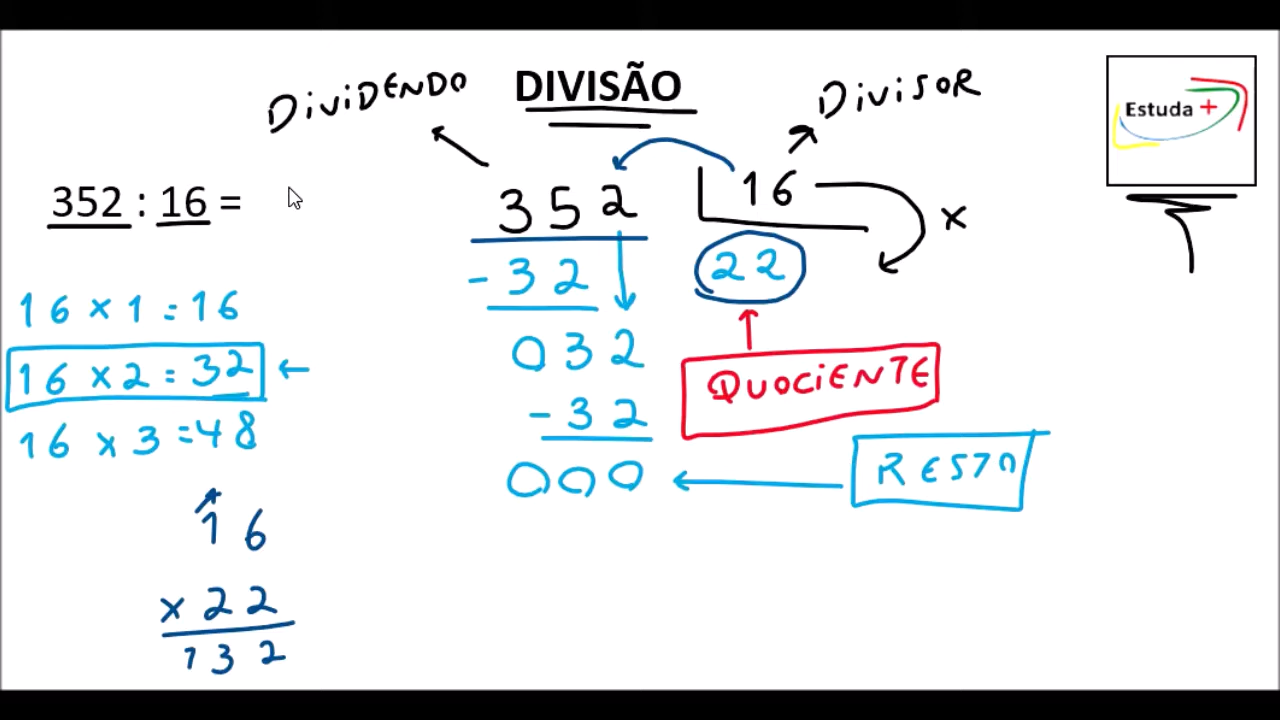 DIVIDENDO
DIVISÃO
DIVISOR
Estuda +
352 : 16 =
352 16
x
- 32 22
16 x 1 = 16
032
16 x 2 = 32
QUOCIENTE
- 32
16 x 3 = 48
000
RESTO
16
x 22
132